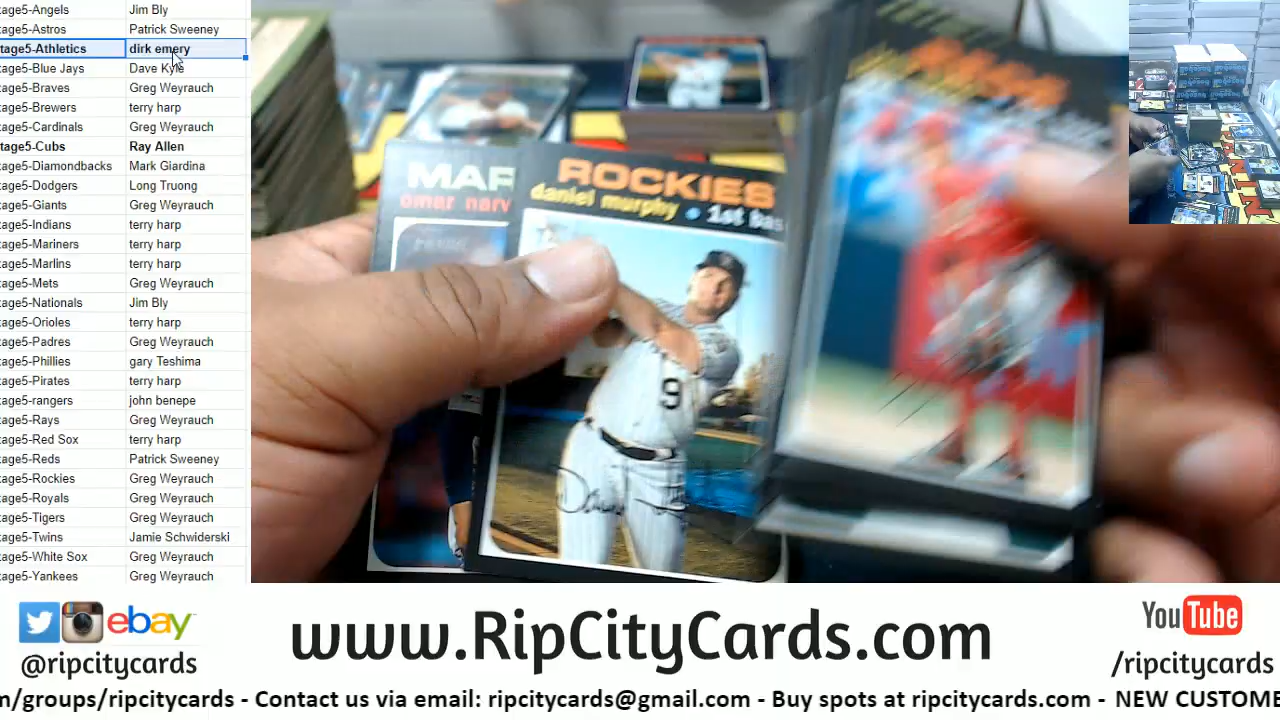 tage5-Angels Jim Bly
tage5-Astros Patrick Sweeney
tage5-Athletics dirk emery
tage5-Blue Jays Dave Kyle
tage5-Braves Greg Weyrauch
tage5-Brewers terry harp
tage5-Cardinals Greg Weyrauch
tage5-Cubs Ray Allen
tage5-Diamondbacks Mark Giardina
tage5-Dodgers Long Truong
tage5-Giants Greg Weyrauch
tage5-Indians terry harp
tage5-Mariners terry harp
tage5-Marlins terry harp
tage5-Mets Greg Weyrauch
tage5-Nationals Jim Bly
tage5-Orioles terry harp
tage5-Padres Greg Weyrauch
tage5-Phillies gary Teshima
tage5-Pirates terry harp
tage5-rangers john benepe
tage5-Rays Greg Weyrauch
tage5-Red Sox terry harp
tage5-Reds Patrick Sweeney
tage5-Rockies Greg Weyrauch
tage5-Royals Greg Weyrauch
tage5-Tigers Greg Weyrauch
tage5-Twins Jamie Schwiderski
tage5-White Sox Greg Weyrauch
tage5-Yankees Greg Weyrauch
MAR
omar narv
ROCKIES
daniel murphy • 1st bas
9
ebay
@ripcitycards
www.RipCityCards.com
YouTube
/ripcitycards
m/groups/ripcitycards - Contact us via email: ripcitycards@gmail.com - Buy spots at ripcitycards.com - NEW CUSTOME